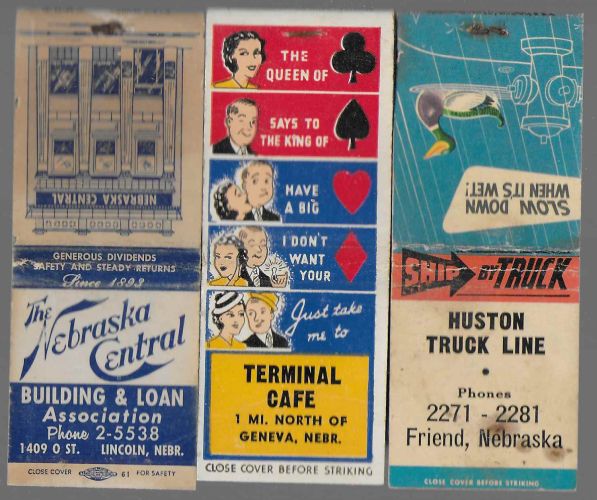 NEBRASKA CENTRAL
GENEROUS DIVIDENDS
SAFETY AND STEADY RETURNS
Since 1893
The
Nebraska
Central
BUILDING & LOAN
Association
Phone 2-5538
1409 O ST. LINCOLN, NEBR.
CLOSE COVER 61 FOR SAFETY
THE
QUEEN OF
SAYS TO
THE KING OF
HAVE
A BIG
I DON'T
WANT
YOUR
Just take
me to
TERMINAL
CAFE
1 MI. NORTH OF
GENEVA, NEBR.
CLOSE COVER BEFORE STRIKING
SLOW DOWN
WHEN IT'S WET!
SHIP BY TRUCK
HUSTON
TRUCK LINE
•
Phones
2271 - 2281
Friend, Nebraska
CLOSE COVER BEFORE STRIKING